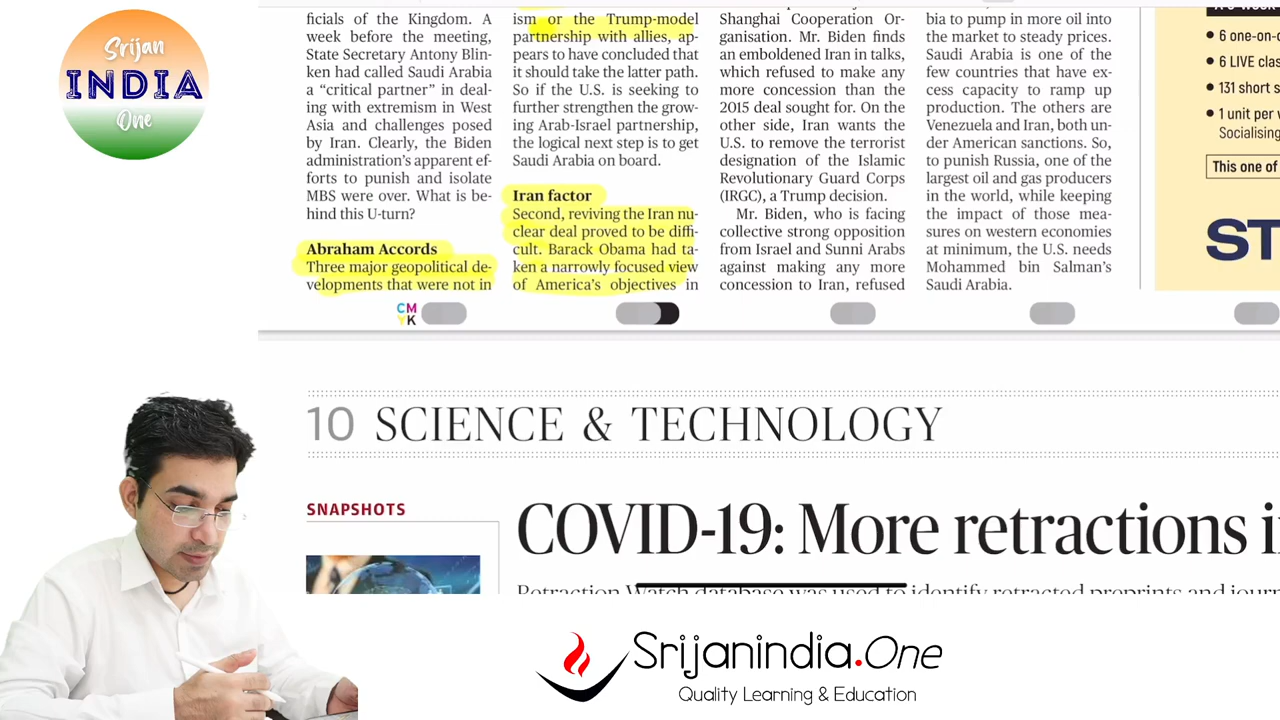 Srijan
INDIA
One
ficials of the Kingdom. A
week before the meeting,
State Secretary Antony Blin-
ken had called Saudi Arabia
a “critical partner” in deal-
ing with extremism in West
Asia and challenges posed
by Iran. Clearly, the Biden
administration’s apparent ef-
forts to punish and isolate
MBS were over. What is be-
hind this U-turn?
Abraham Accords
Three major geopolitical de-
velopments that were not in
ism or the Trump-model
partnership with allies, ap-
pears to have concluded that
it should take the latter path.
S3 if the U.S. is seeking to
further strengthen the grow-
ing Arab-Israel partnership,
the logical next step is to get
Saudi Arabia on board.
Iran factor
Second, reviving the Iran nu-
clear deal proved to be diffi-
cult. Barack Obama had ta-
ken a narrowly focused view
of America’s objectives in
Shanghai Cooperation Or-
ganisation. Mr. Biden finds
an emboldened Iran in talks,
which refused to make any
more concession than the
2015 deal sought for. On the
other side, Iran wants the
U.S. to remove the terrorist
designation of the Islamic
Revolutionary Guard Corps
(IRGC), a Trump decision.
Mr. Biden, who is facing
collective strong opposition
from Israel and Sunni Arabs
against making any more
concession to Iran, refused
bia to pump in more oil into
the market to steady prices.
Saudi Arabia is one of the
few countries that have ex-
cess capacity to ramp up
production. The others are
Venezuela and Iran, both un-
der American sanctions. So,
to punish Russia, one of the
largest oil and gas producers
in the world, while keeping
the impact of those mea-
sures on western economies
at minimum, the U.S. needs
Mohammed bin Salman’s
Saudi Arabia.
• 6 one-on-
• 6 LIVE clas
• 131 short s
• 1 unit per
Socialising
This one of
ST
CM
YK
10 SCIENCE & TECHNOLOGY
SNAPSHOTS
COVID-19: More retractions i
Retraction Watch database was used to identify retracted preprints and journ
Srijanindia.One
Quality Learning & Education